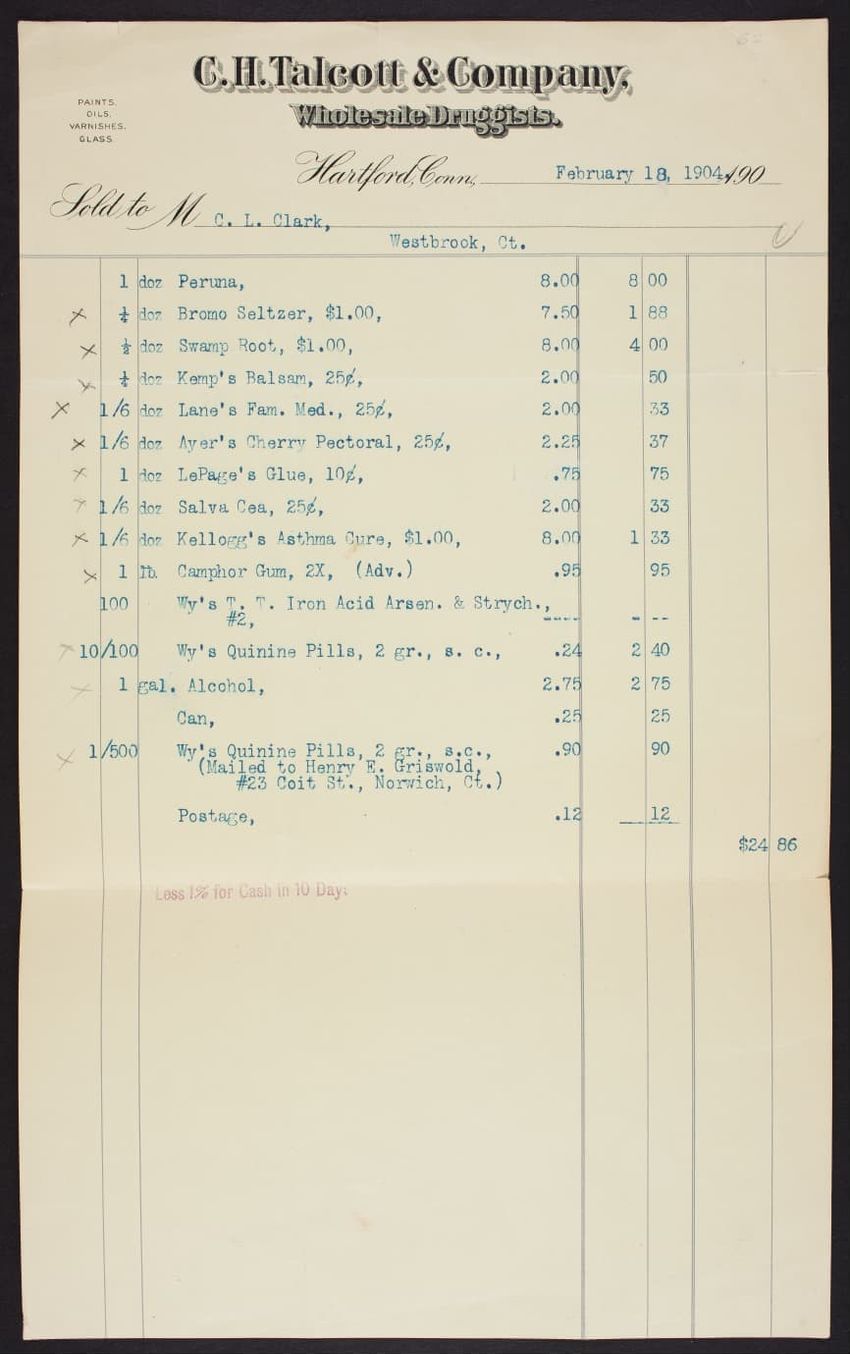 C.H.Talcott & Company,
Wholesale Druggists.
PAINTS.
OILS.
VARNISHES.
GLASS.
Hartford, Conn., February 18, 1904. 190
Sold to M C. L. Clark,
Westbrook, Ct.
1 doz Peruna, 8.00 8 00
¼ doz Bromo Seltzer, $1.00, 7.50 1 88
½ doz Swamp Root, $1.00, 8.00 4 00
¼ doz Kemp's Balsam, 25¢, 2.00 50
1/6 doz Lane's Fam. Med., 25¢, 2.00 33
1/6 doz Ayer's Cherry Pectoral, 25¢, 2.25 37
1 doz LePage's Glue, 10¢, .75 75
1/6 doz Salva Cea, 25¢, 2.00 33
1/6 doz Kellogg's Asthma Cure, $1.00, 8.00 1 33
1 lb. Camphor Gum, 2X, (Adv.) .95 95
100 Wy's T. T. Iron Acid Arsen. & Strych.,
#2, ---- - --
10/100 Wy's Quinine Pills, 2 gr., s. c., .24 2 40
1 gal. Alcohol, 2.75 2 75
Can, .25 25
1/500 Wy's Quinine Pills, 2 gr., s.c., .90 90
(Mailed to Henry E. Griswold,
#23 Coit St., Norwich, Ct.)
Postage, .12 12
$24 86
Less 1% for Cash in 10 Days